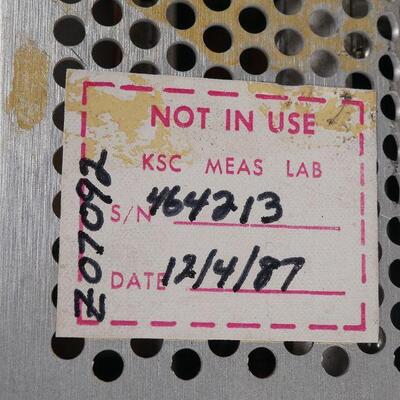 NOT IN USE
KSC MEAS LAB
S/N 464213
DATE 12/4/87
Z07092